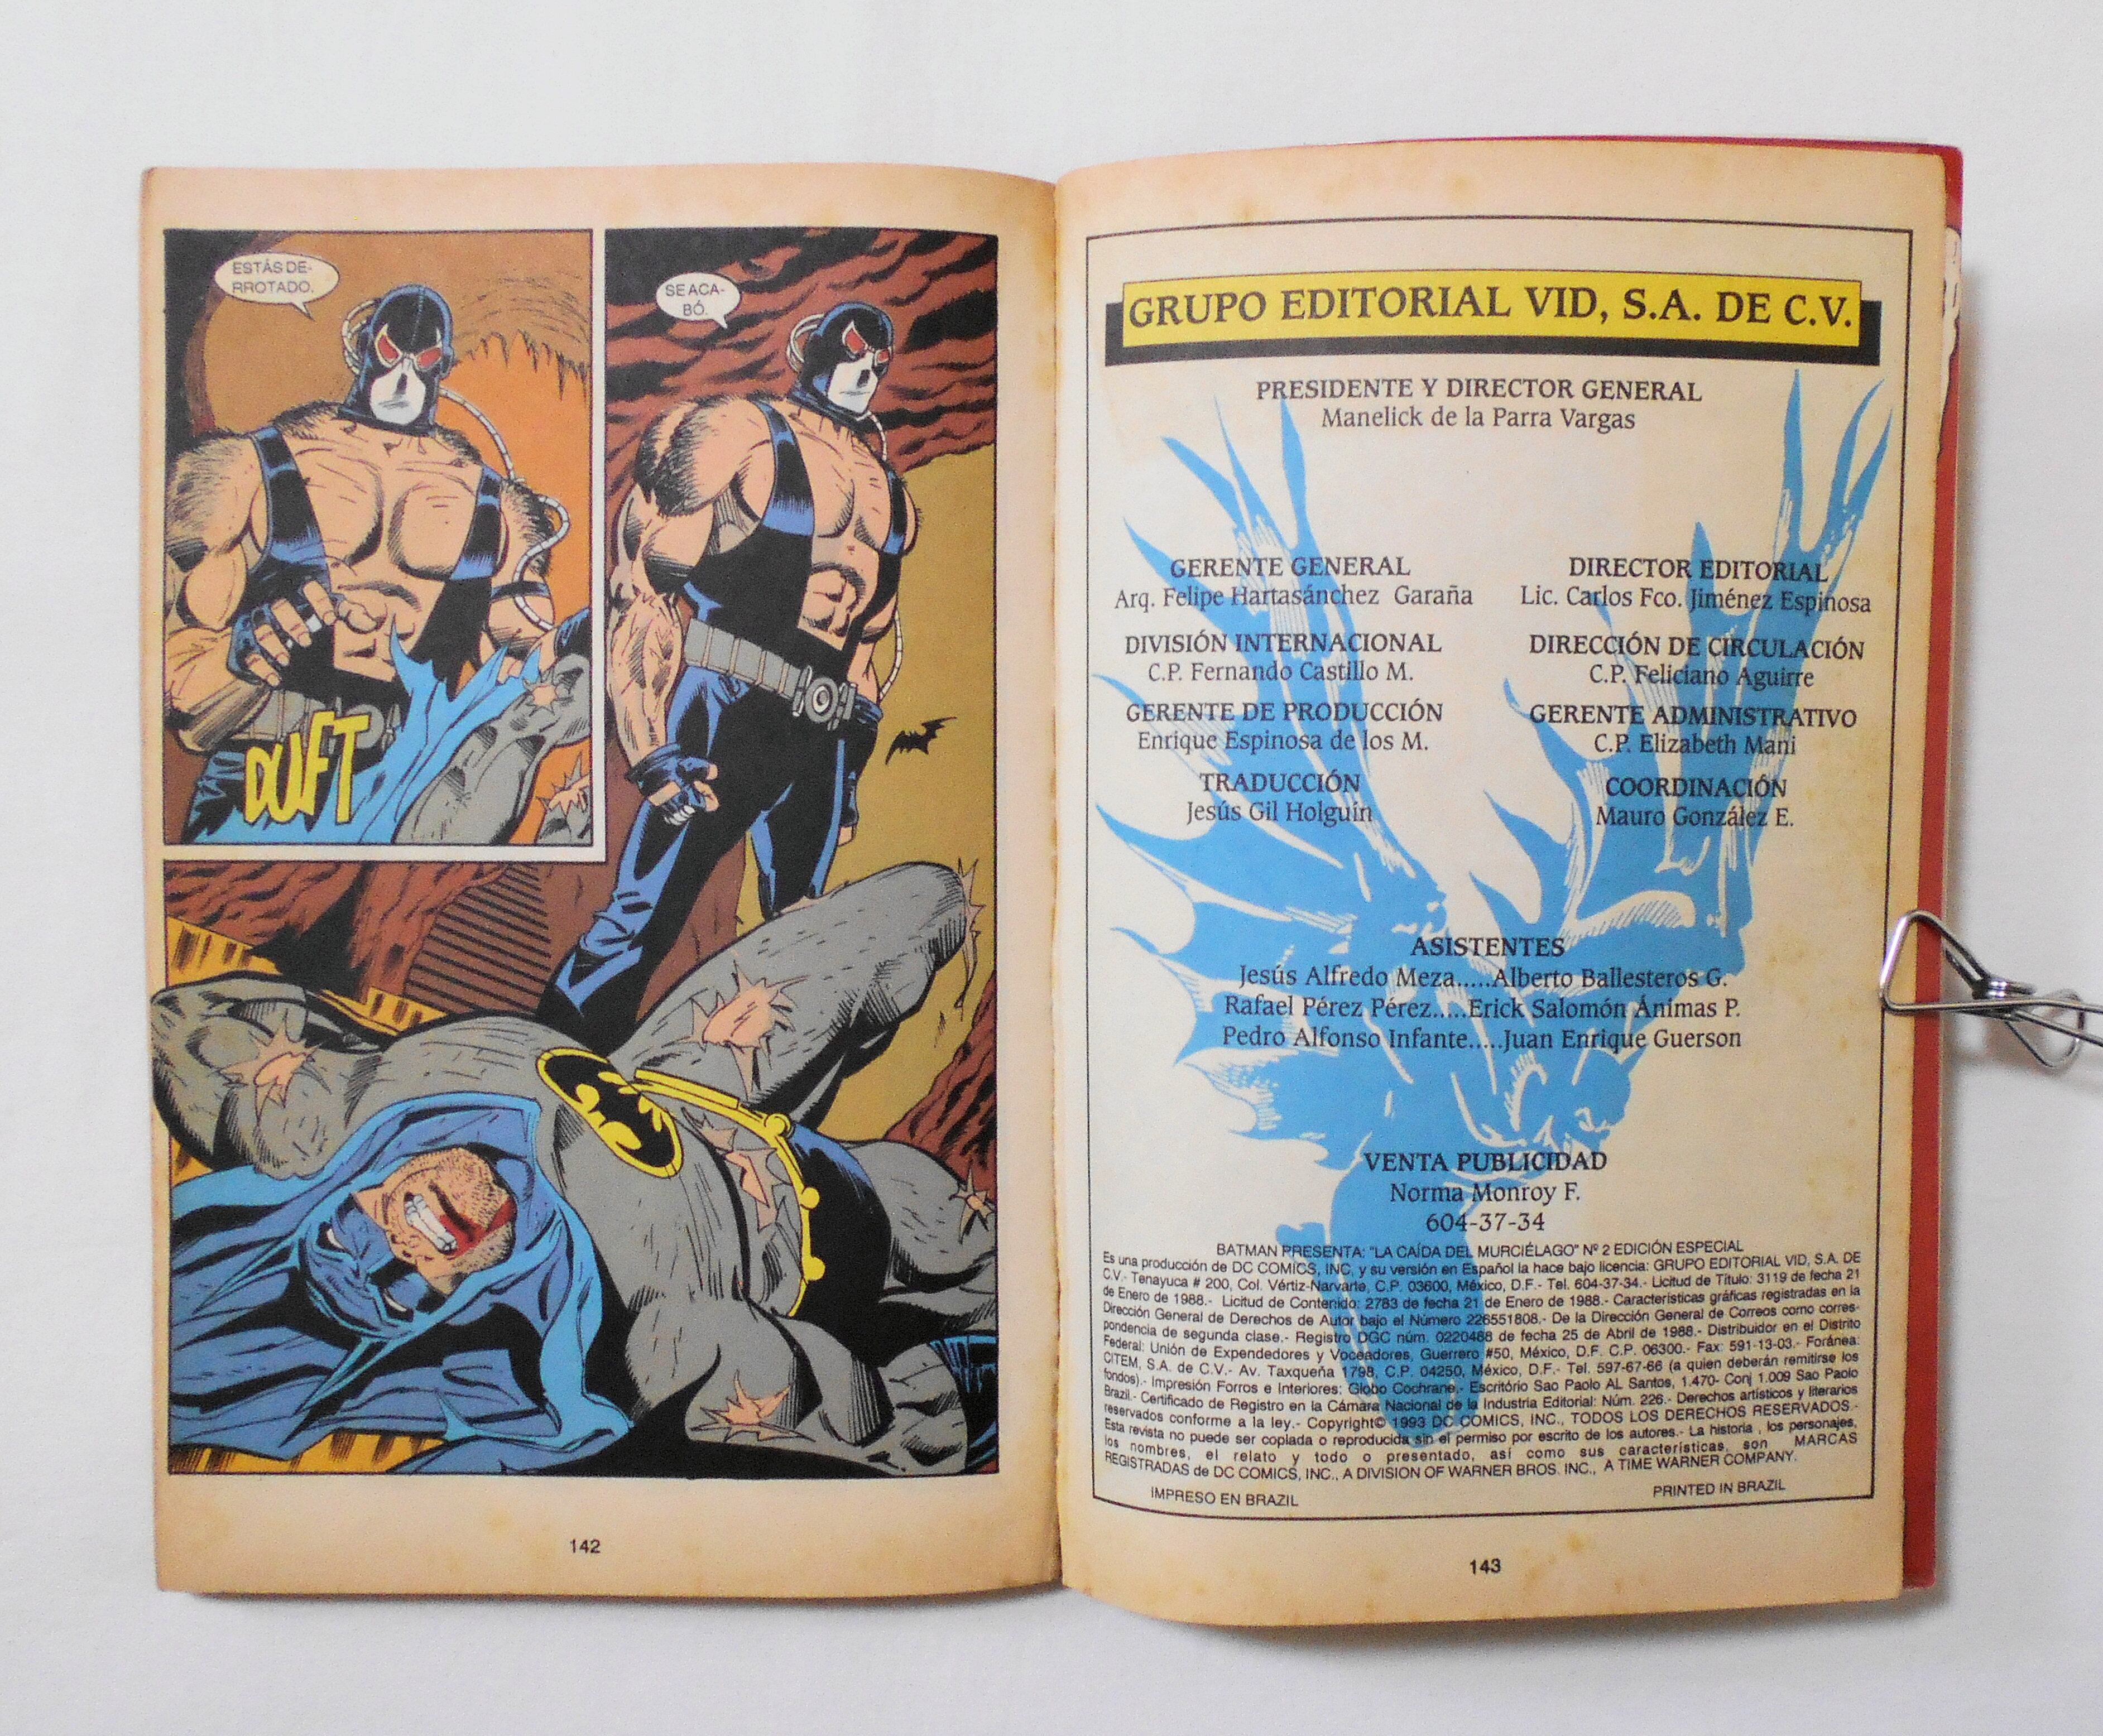 ESTÁS DE-
RROTADO.
SE ACA-
BÓ.
DUFT
142
GRUPO EDITORIAL VID, S.A. DE C.V.
PRESIDENTE Y DIRECTOR GENERAL
Manelick de la Parra Vargas
GERENTE GENERAL
Arq. Felipe Hartasánchez Garaña
DIRECTOR EDITORIAL
Lic. Carlos Fco. Jiménez Espinosa
DIVISIÓN INTERNACIONAL
C.P. Fernando Castillo M.
DIRECCIÓN DE CIRCULACIÓN
C.P. Feliciano Aguirre
GERENTE DE PRODUCCIÓN
Enrique Espinosa de los M.
GERENTE ADMINISTRATIVO
C.P. Elizabeth Mani
TRADUCCIÓN
Jesús Gil Holguín
COORDINACIÓN
Mauro González E.
ASISTENTES
Jesús Alfredo Meza.....Alberto Ballesteros G.
Rafael Pérez Pérez.....Erick Salomón Ánimas P.
Pedro Alfonso Infante.....Juan Enrique Guerson
VENTA PUBLICIDAD
Norma Monroy F.
604-37-34
BATMAN PRESENTA: "LA CAÍDA DEL MURCIÉLAGO" Nº 2 EDICIÓN ESPECIAL
Es una producción de DC COMICS, INC, y su versión en Español la hace bajo licencia: GRUPO EDITORIAL VID, S.A. DE
C.V.- Tenayuca # 200, Col. Vértiz-Narvarte, C.P. 03600, México, D.F.- Tel. 604-37-34.- Licitud de Título: 3119 de fecha 21
de Enero de 1988.- Licitud de Contenido: 2783 de fecha 21 de Enero de 1988.- Características gráficas registradas en la
Dirección General de Derechos de Autor bajo el Número 226551808.- De la Dirección General de Correos como corres-
pondencia de segunda clase.- Registro DGC núm. 0220488 de fecha 25 de Abril de 1988.- Distribuidor en el Distrito
Federal: Unión de Expendedores y Voceadores, Guerrero #50, México, D.F. C.P. 06300.- Fax: 591-13-03.- Foránea:
CITEM, S.A. de C.V.- Av. Taxqueña 1798, C.P. 04250, México, D.F.- Tel. 597-67-66 (a quien deberán remitirse los
fondos).- Impresión Forros e Interiores: Globo Cochrane,- Escritório Sao Paolo AL Santos, 1.470- Conj 1.009 Sao Paolo
Brazil.- Certificado de Registro en la Cámara Nacional de la Industria Editorial: Núm. 226.- Derechos artísticos y literarios
reservados conforme a la ley.- Copyright© 1993 DC COMICS, INC., TODOS LOS DERECHOS RESERVADOS.-
Esta revista no puede ser copiada o reproducida sin el permiso por escrito de los autores.- La historia , los personajes,
los nombres, el relato y todo o presentado, así como sus características, son MARCAS
REGISTRADAS de DC COMICS, INC., A DIVISION OF WARNER BROS. INC., A TIME WARNER COMPANY.
IMPRESO EN BRAZIL
PRINTED IN BRAZIL
143